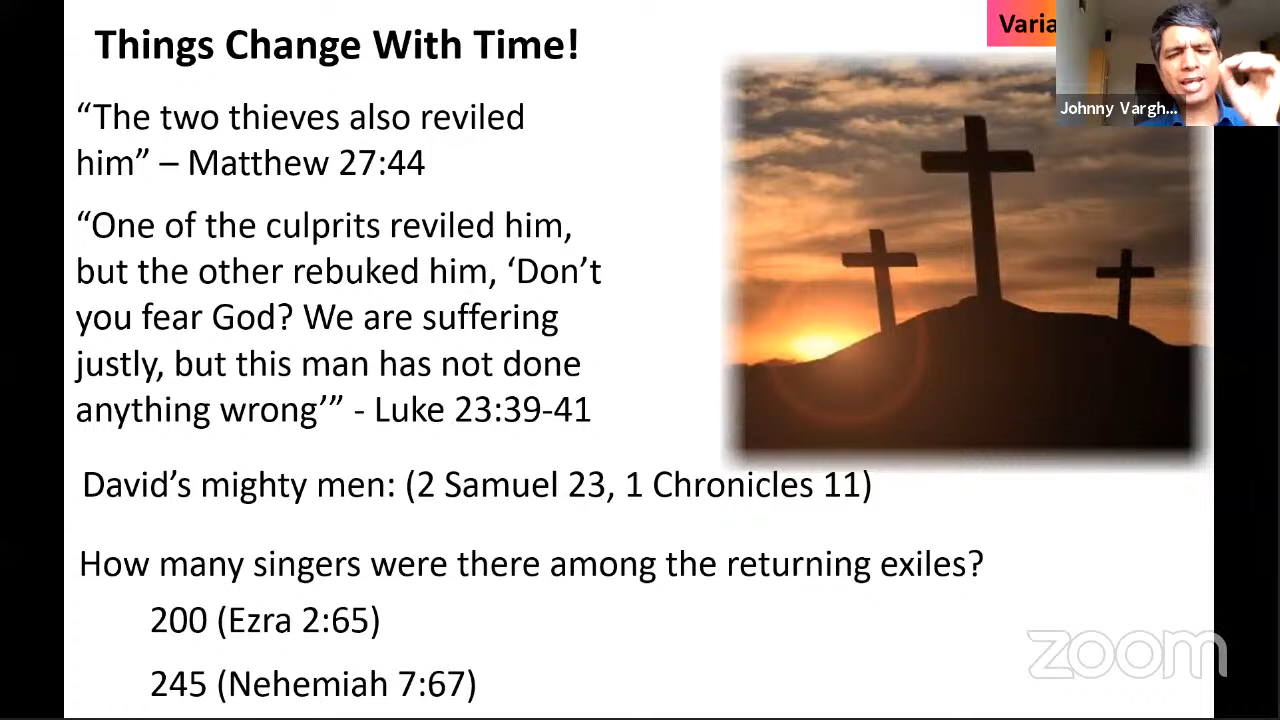 Things Change With Time!
Varia
Johnny Vargh...
“The two thieves also reviled
him” – Matthew 27:44
“One of the culprits reviled him,
but the other rebuked him, ‘Don’t
you fear God? We are suffering
justly, but this man has not done
anything wrong’” - Luke 23:39-41
David’s mighty men: (2 Samuel 23, 1 Chronicles 11)
How many singers were there among the returning exiles?
200 (Ezra 2:65)
245 (Nehemiah 7:67)
zoom